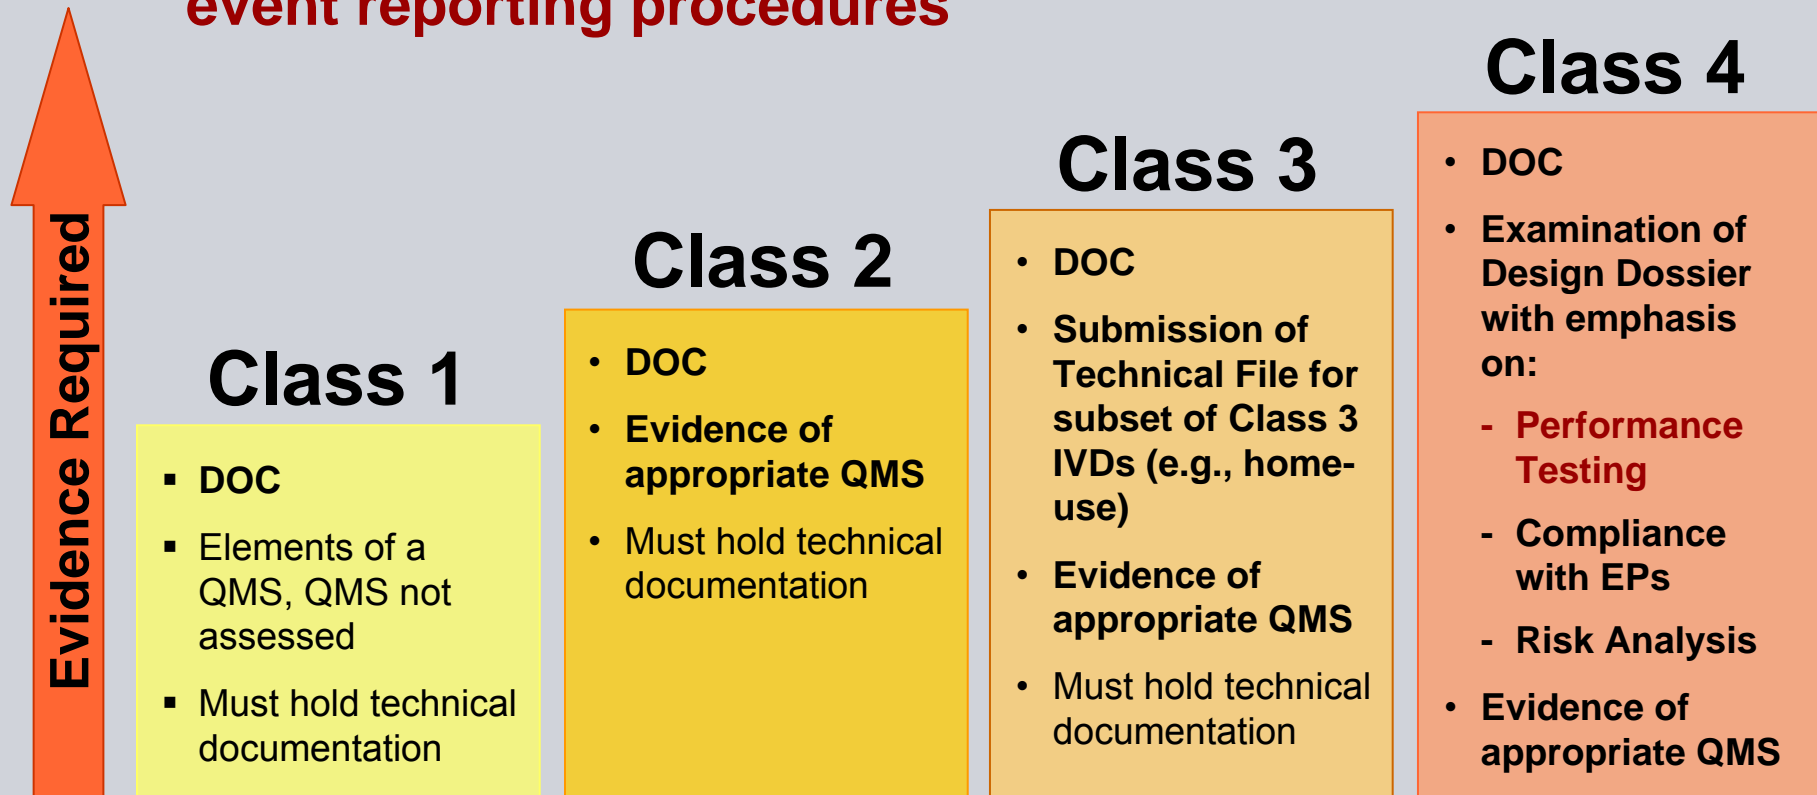 event reporting procedures
Evidence Required
Class 1
▪ DOC
▪ Elements of a
QMS, QMS not
assessed
▪ Must hold technical
documentation
Class 2
• DOC
• Evidence of
appropriate QMS
• Must hold technical
documentation
Class 3
• DOC
• Submission of
Technical File for
subset of Class 3
IVDs (e.g., home-
use)
• Evidence of
appropriate QMS
• Must hold technical
documentation
Class 4
• DOC
• Examination of
Design Dossier
with emphasis
on:
- Performance
Testing
- Compliance
with EPs
- Risk Analysis
• Evidence of
appropriate QMS